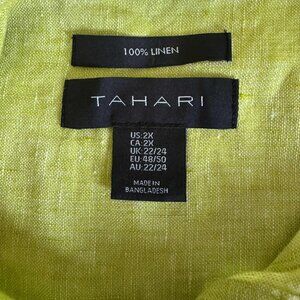 100% LINEN
TAHARI
US: 2X
CA: 2X
UK: 22/24
EU: 48/50
AU: 22/24
MADE IN
BANGLADESH